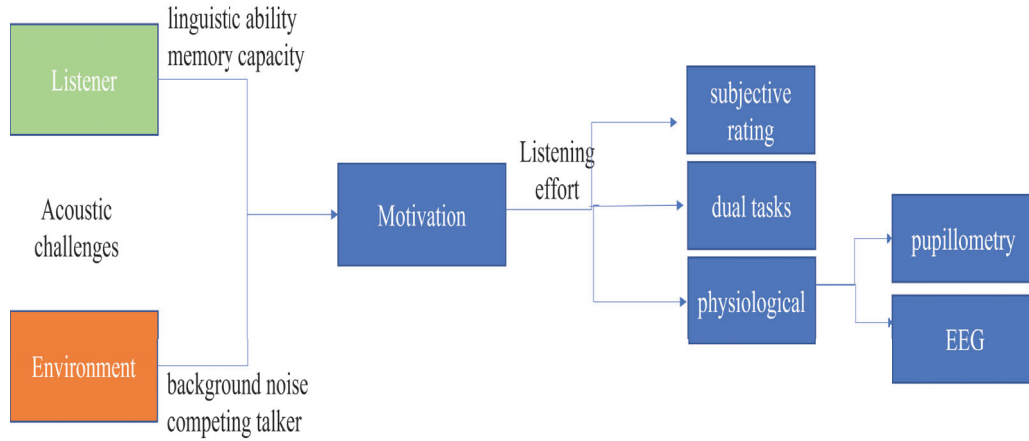 linguistic ability
memory capacity
Listener
Acoustic
challenges
Environment
background noise
competing talker
Motivation
Listening
effort
subjective
rating
dual tasks
physiological
pupillometry
EEG